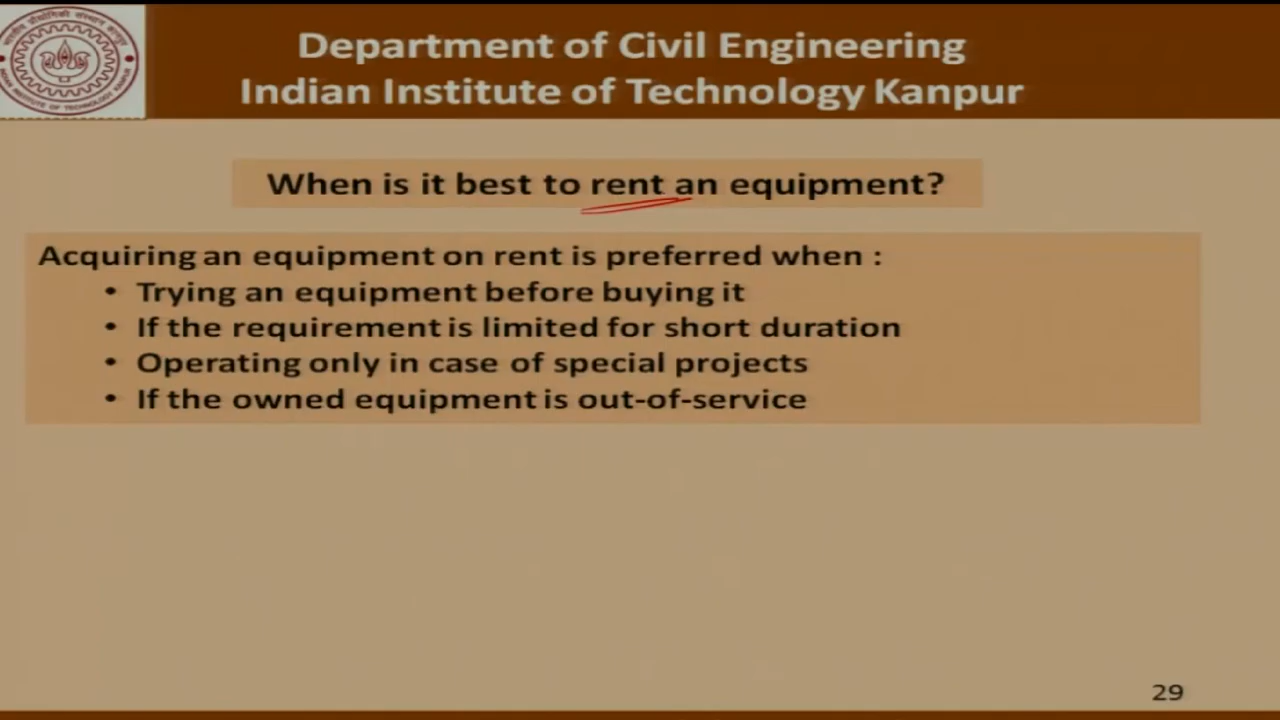 Department of Civil Engineering
Indian Institute of Technology Kanpur
When is it best to rent an equipment?
Acquiring an equipment on rent is preferred when :
• Trying an equipment before buying it
• If the requirement is limited for short duration
• Operating only in case of special projects
• If the owned equipment is out-of-service
29